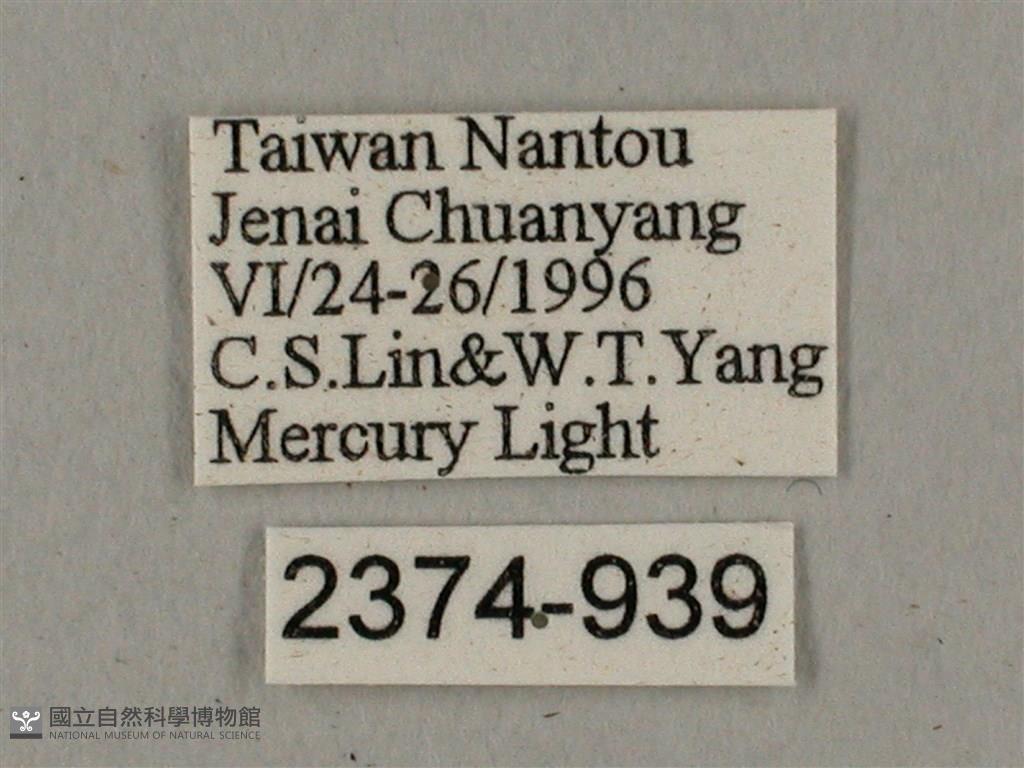 Taiwan Nantou
Jenai Chuanyang
VI/24-26/1996
C.S.Lin&W.T.Yang
Mercury Light
2374-939
國立自然科學博物館
NATIONAL MUSEUM OF NATURAL SCIENCE